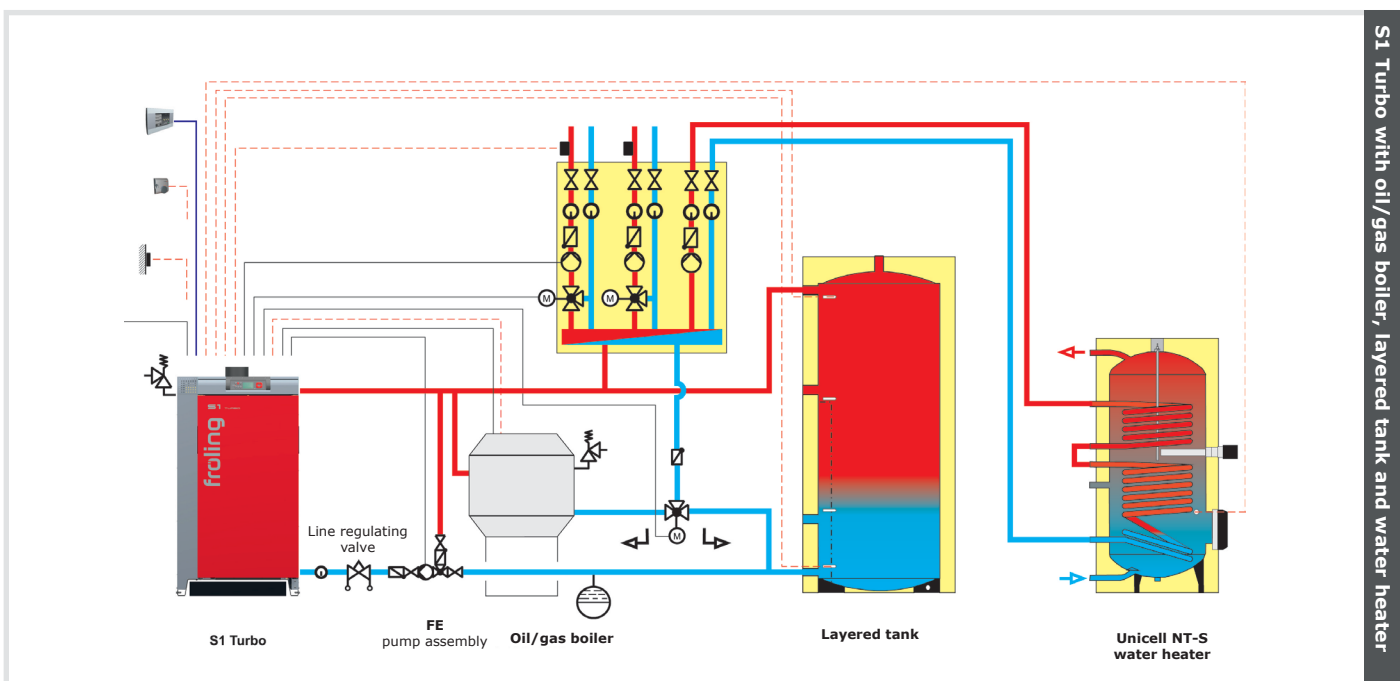 S1 Turbo with oil/gas boiler, layered tank and water heater
M
M
S1 TURBO
froling
Line regulating
valve
M
S1 Turbo
FE
pump assembly
Oil/gas boiler
Layered tank
Unicell NT-S
water heater